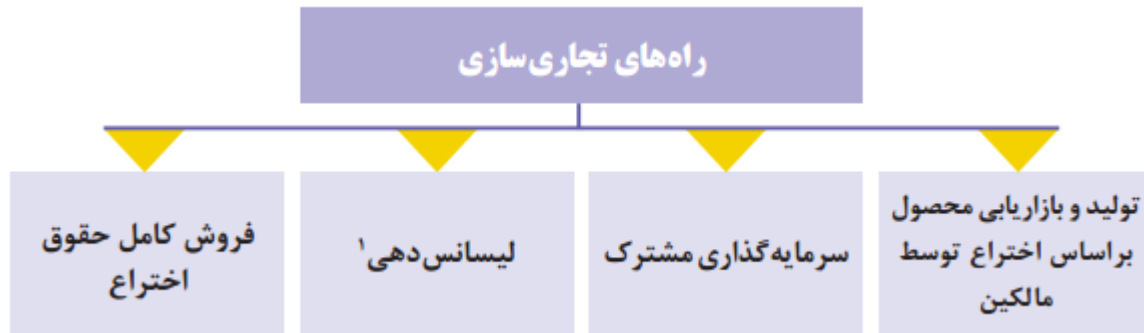 راه‌های تجاری‌سازی
تولید و بازاریابی محصول
براساس اختراع توسط
مالکین
سرمایه‌گذاری مشترک
لیسانس‌دهی۱
فروش کامل حقوق
اختراع